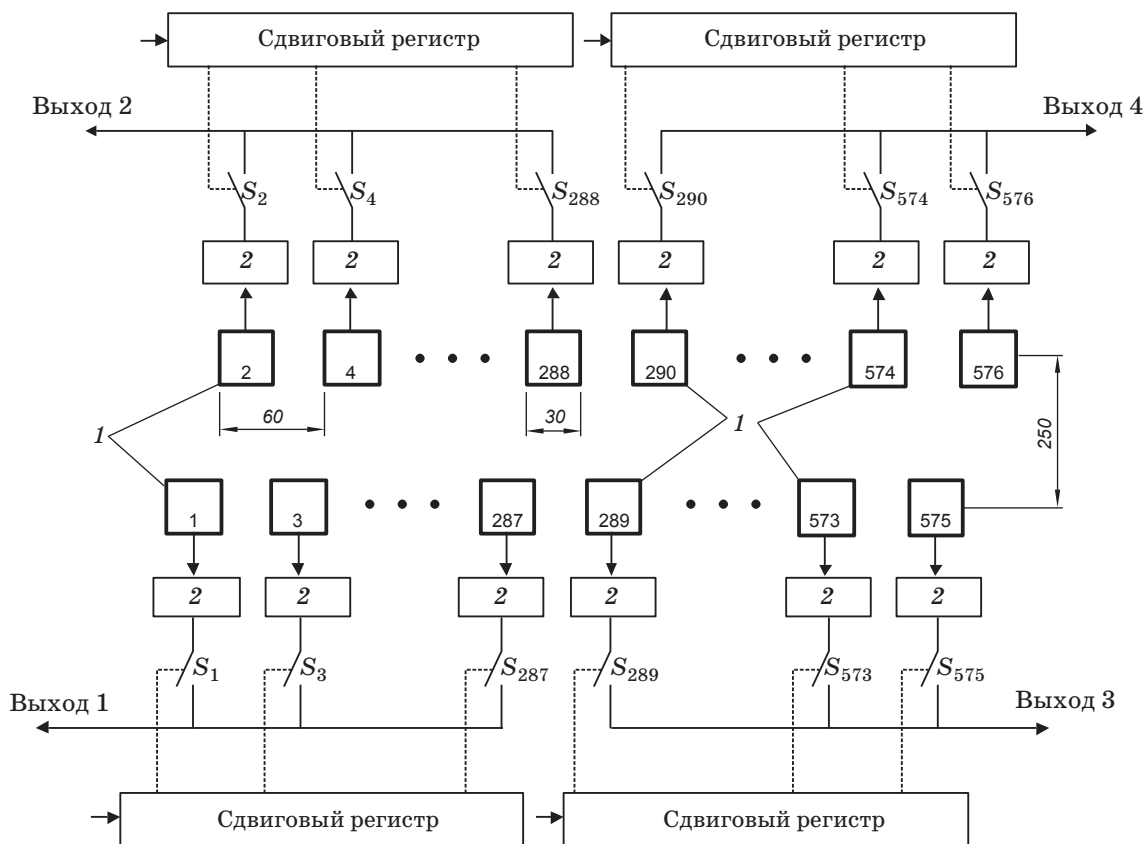 Сдвиговый регистр Сдвиговый регистр
Выход 2 Выход 4
S2 S4 S288 S290 S574 S576
2 2 2 2 2 2
2 4 288 290 574 576
60 30 250
1 1
1 3 287 289 573 575
2 2 2 2 2 2
S1 S3 S287 S289 S573 S575
Выход 1 Выход 3
Сдвиговый регистр Сдвиговый регистр